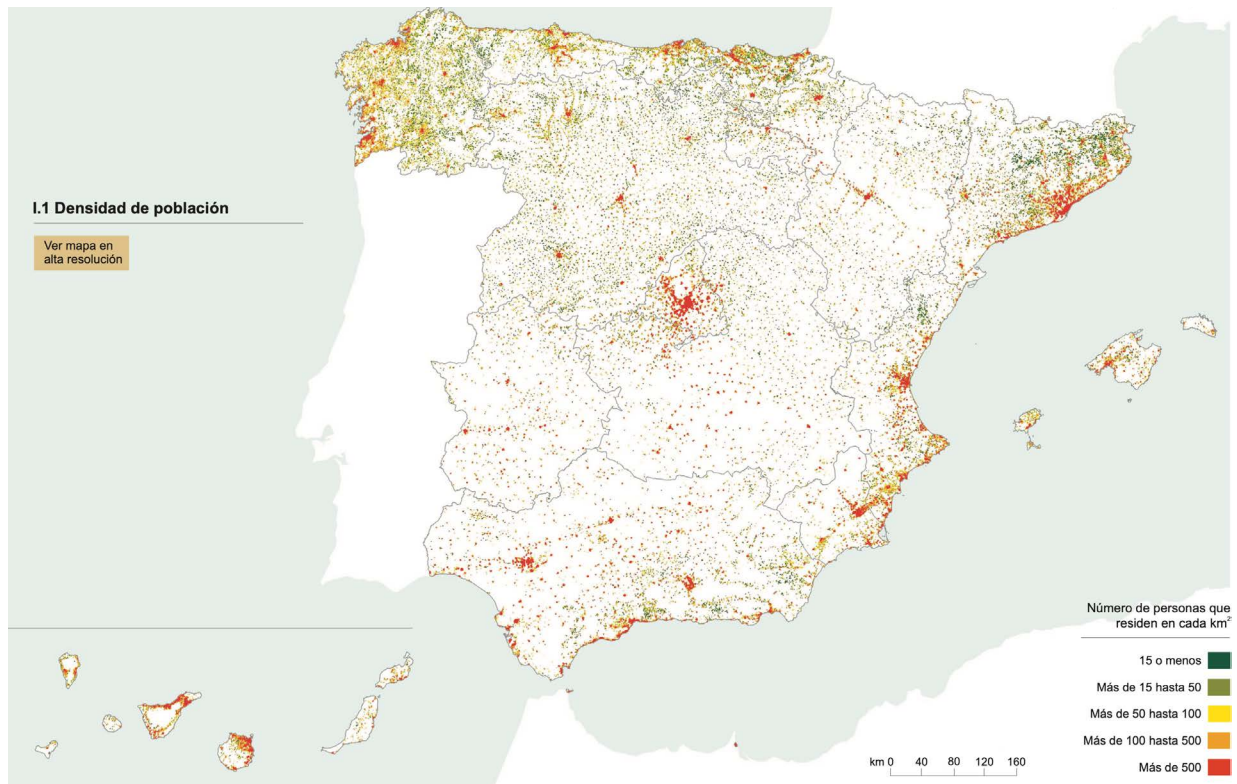 I.1 Densidad de población
Ver mapa en
alta resolución
Número de personas que
residen en cada km²
15 o menos
Más de 15 hasta 50
Más de 50 hasta 100
Más de 100 hasta 500
Más de 500
km 0 40 80 120 160